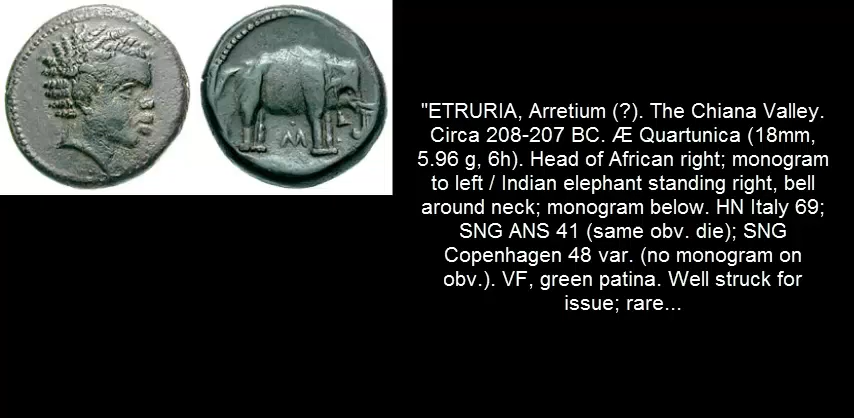 "ETRURIA, Arretium (?). The Chiana Valley.
Circa 208-207 BC. Æ Quartunica (18mm,
5.96 g, 6h). Head of African right; monogram
to left / Indian elephant standing right, bell
around neck; monogram below. HN Italy 69;
SNG ANS 41 (same obv. die); SNG
Copenhagen 48 var. (no monogram on
obv.). VF, green patina. Well struck for
issue; rare...